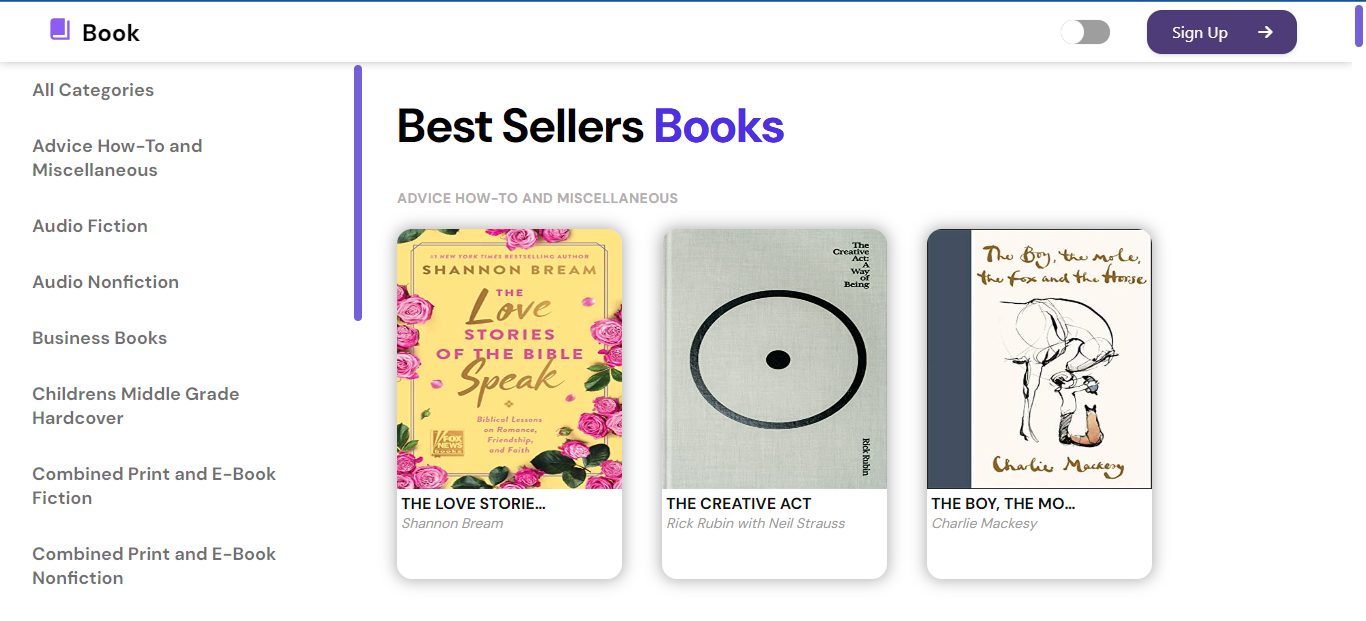 Book
Sign Up
All Categories
Advice How-To and
Miscellaneous
Audio Fiction
Audio Nonfiction
Business Books
Childrens Middle Grade
Hardcover
Combined Print and E-Book
Fiction
Combined Print and E-Book
Nonfiction
Best Sellers Books
ADVICE HOW-TO AND MISCELLANEOUS
#1 NEW YORK TIMES BESTSELLING AUTHOR
SHANNON BREAM
THE
Love
STORIES
OF THE BIBLE
Speak
Biblical Lessons
on Romance,
Friendship,
and Faith
FOX
NEWS
books
THE LOVE STORIE...
Shannon Bream
The
Creative
Act:
A
Way
of
Being
Rick Rubin
THE CREATIVE ACT
Rick Rubin with Neil Strauss
The Boy, the mole,
the fox and the Horse
Charlie Mackesy
THE BOY, THE MO...
Charlie Mackesy